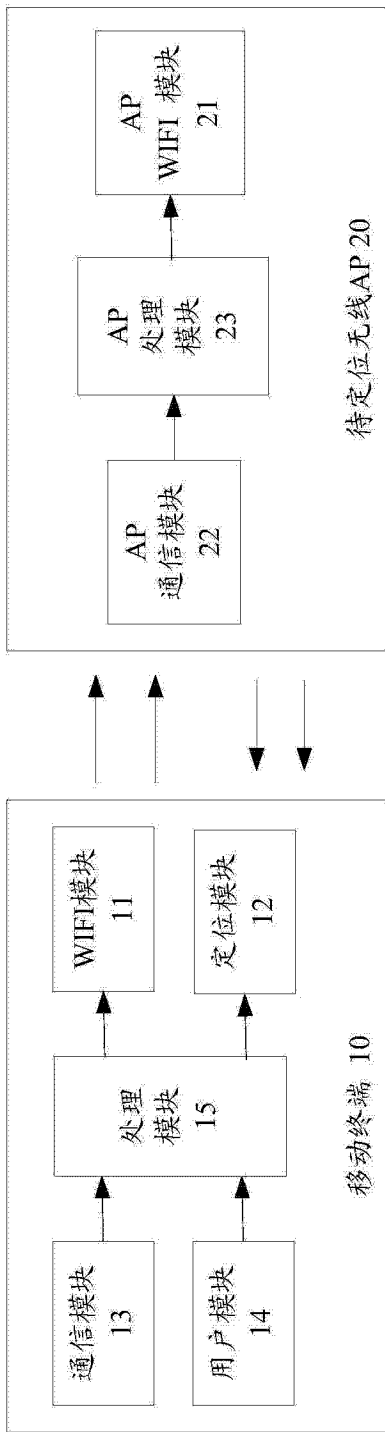 通信模块
13
用户模块
14
处理
模块
15
WIFI模块
11
定位模块
12
移动终端 10
AP
通信模块
22
AP
处理
模块
23
AP
WIFI 模块
21
待定位无线AP 20